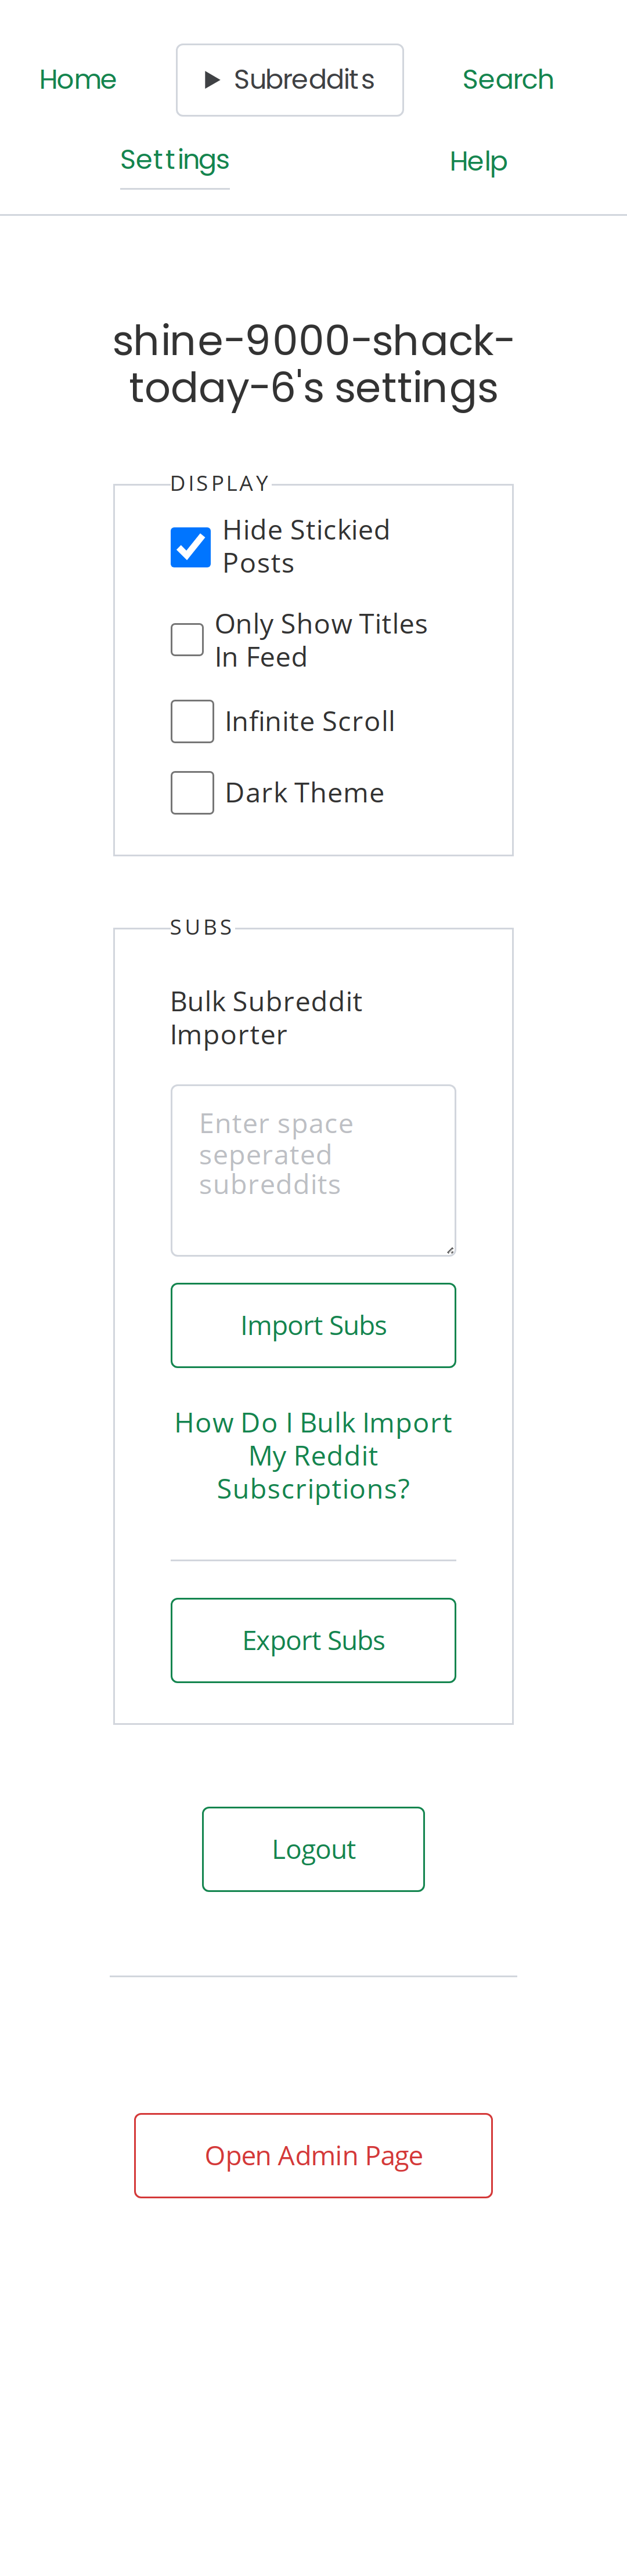 Home
▶ Subreddits
Search
Settings
Help
shine-9000-shack-
today-6's settings
DISPLAY
Hide Stickied
Posts
Only Show Titles
In Feed
Infinite Scroll
Dark Theme
SUBS
Bulk Subreddit
Importer
Enter space
seperated
subreddits
Import Subs
How Do I Bulk Import
My Reddit
Subscriptions?
Export Subs
Logout
Open Admin Page